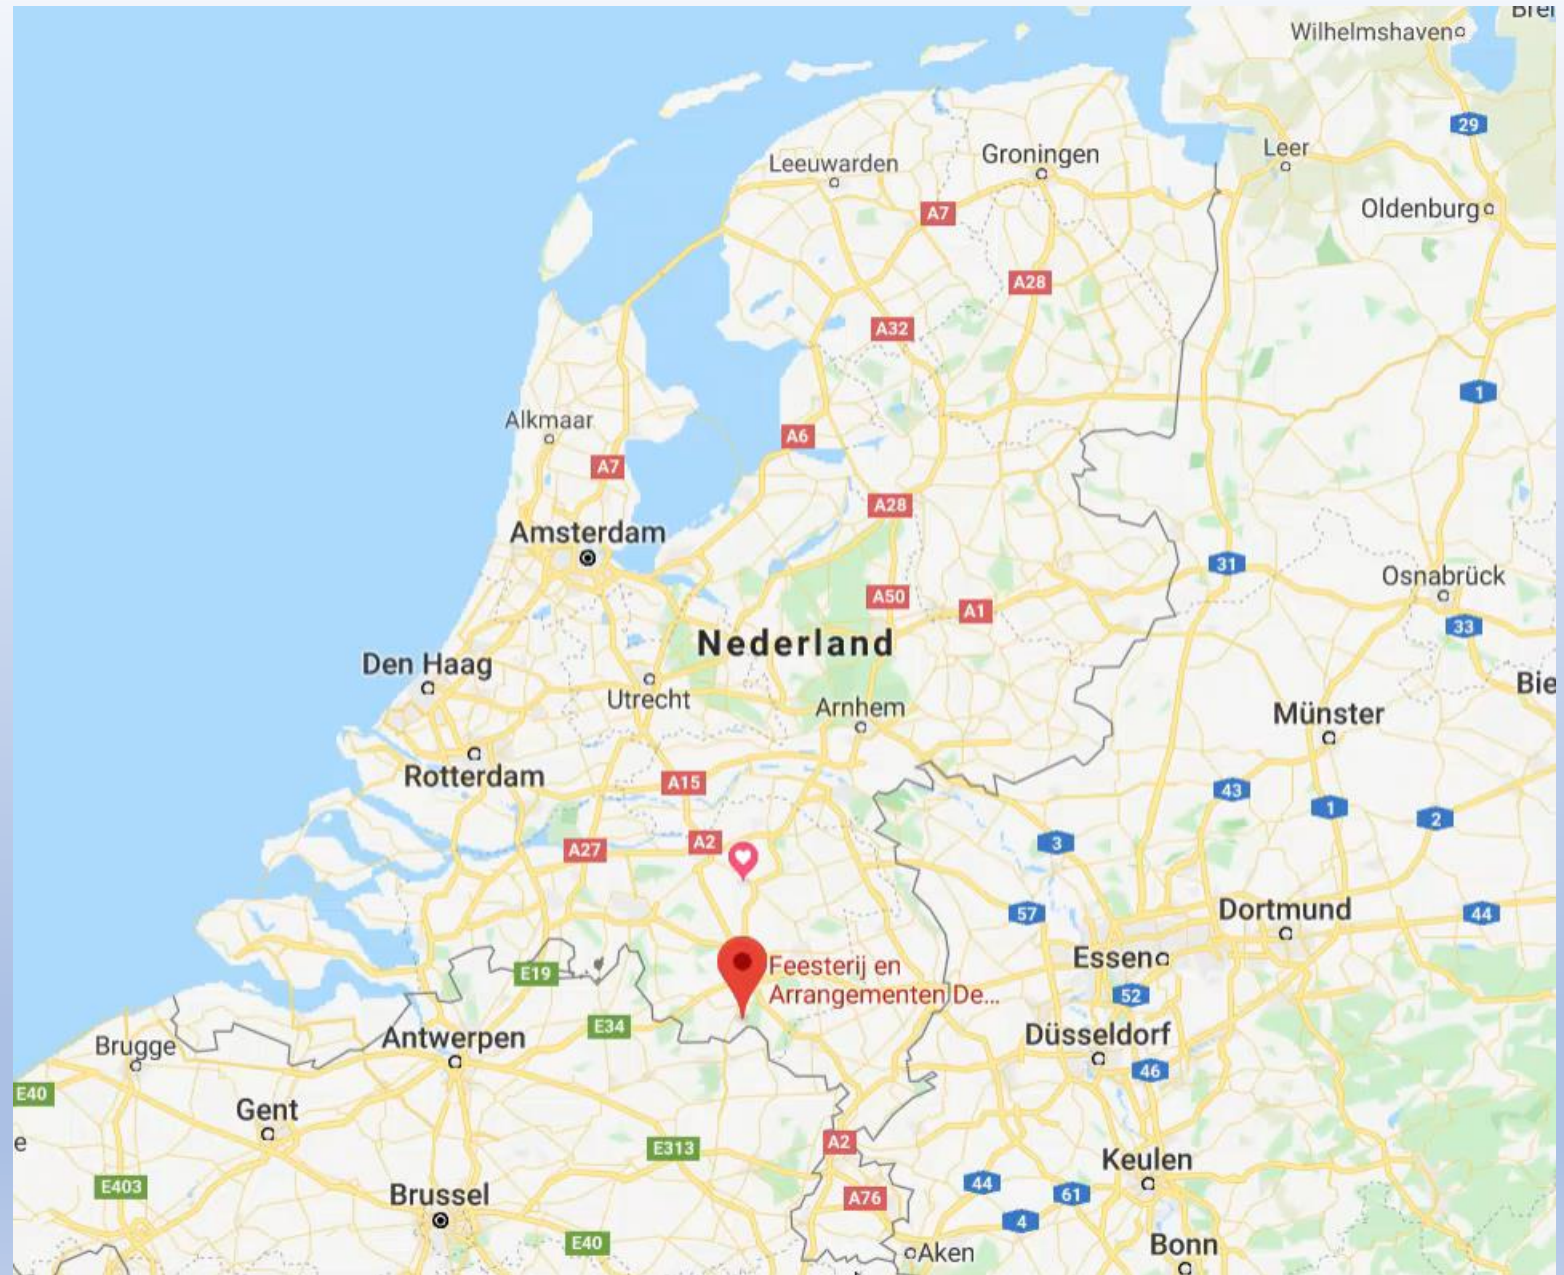 Brei
Wilhelmshaven
29
Leeuwarden
Groningen
Leer
A7
Oldenburg
A28
A32
1
Alkmaar
A6
A7
A28
Amsterdam
31
Osnabrück
A50
A1
33
Nederland
Den Haag
Utrecht
Bie
Arnhem
Münster
Rotterdam
A15
43
1
2
A2
3
A27
57
Dortmund
44
Essen
Feesterij en
Arrangementen De...
E19
52
E34
Antwerpen
Düsseldorf
Brugge
46
E40
Gent
e
A2
E313
Keulen
44
E403
Brussel
A76
61
4
E40
Aken
Bonn